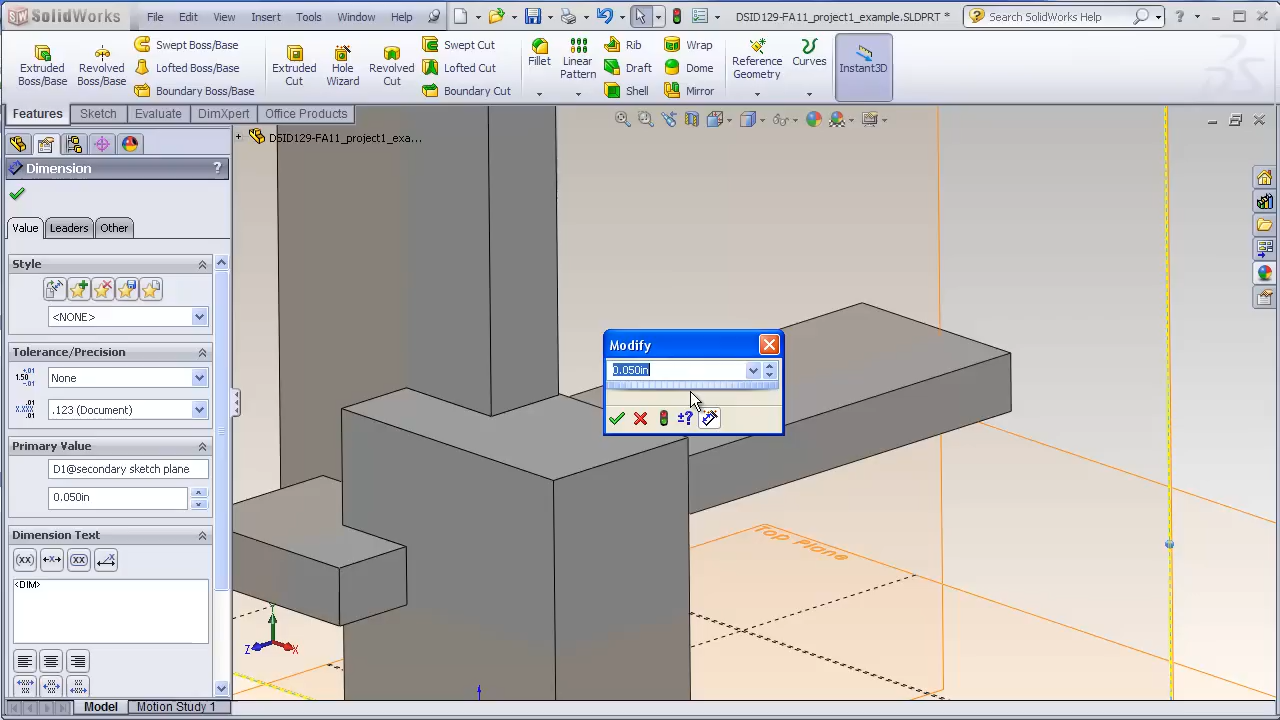 SolidWorks
File Edit View Insert Tools Window Help
DSID129-FA11_project1_example.SLDPRT *
Search SolidWorks Help
Extruded Boss/Base
Revolved Boss/Base
Swept Boss/Base
Lofted Boss/Base
Boundary Boss/Base
Extruded Cut
Hole Wizard
Revolved Cut
Swept Cut
Lofted Cut
Boundary Cut
Fillet
Linear Pattern
Rib
Draft
Shell
Wrap
Dome
Mirror
Reference Geometry
Curves
Instant3D
Features Sketch Evaluate DimXpert Office Products
DSID129-FA11_project1_exa...
Dimension ?
Value Leaders Other
Style
<NONE>
Tolerance/Precision
None
.123 (Document)
Primary Value
D1@secondary sketch plane
0.050in
Dimension Text
<DIM>
Modify
0.050in
±?
Top Plane
Y
Z
X
Model Motion Study 1